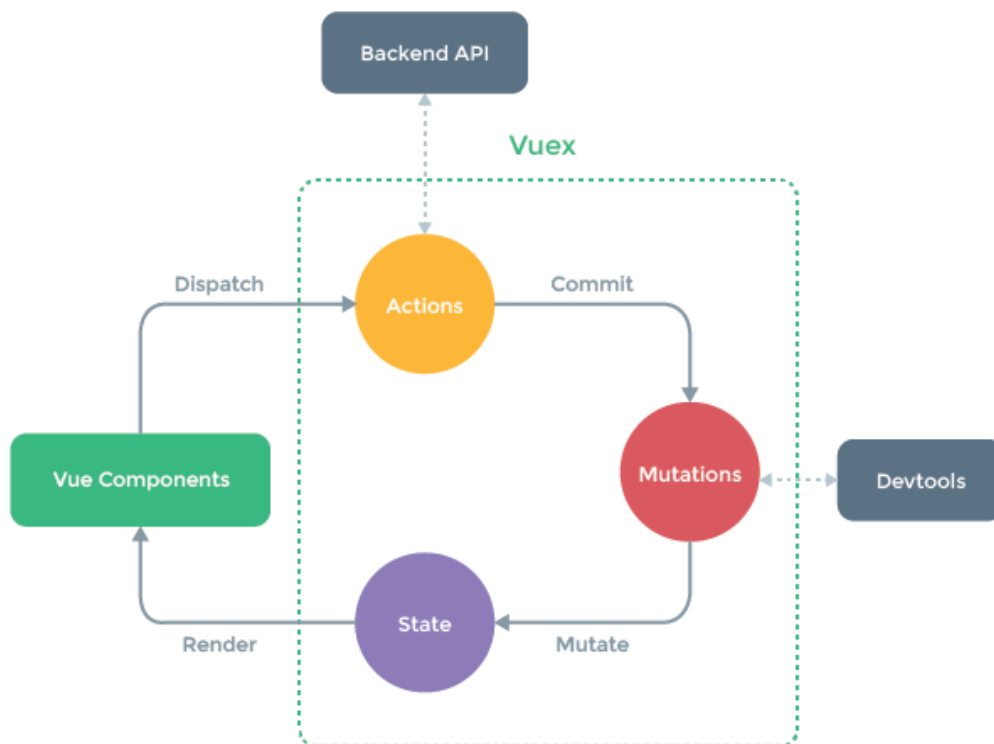 Backend API
Vuex
Dispatch
Actions
Commit
Vue Components
Mutations
Devtools
State
Render
Mutate